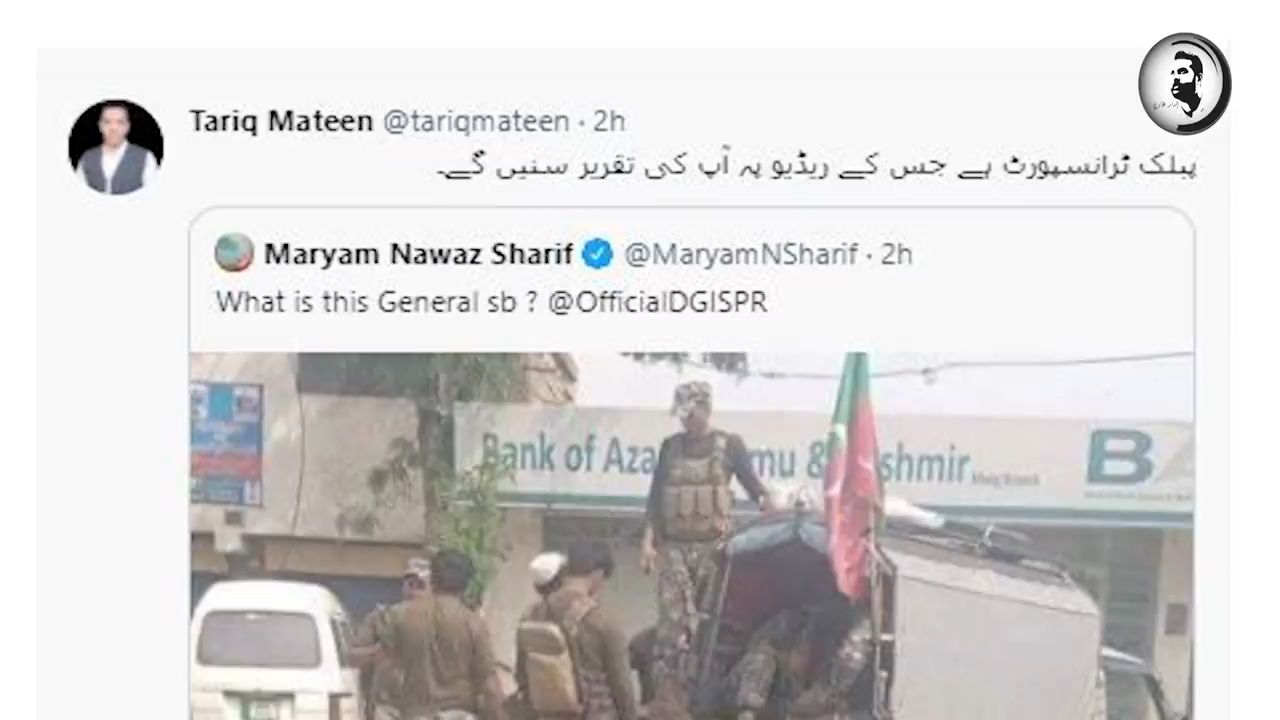 Tariq Mateen @tariqmateen · 2h
پبلک ٹرانسپورٹ ہے جس کے ریڈیو پہ آپ کی تقریر سنیں گے۔
Maryam Nawaz Sharif @MaryamNSharif · 2h
What is this General sb ? @OfficialDGISPR
Bank of Aza mu & shmir
BA